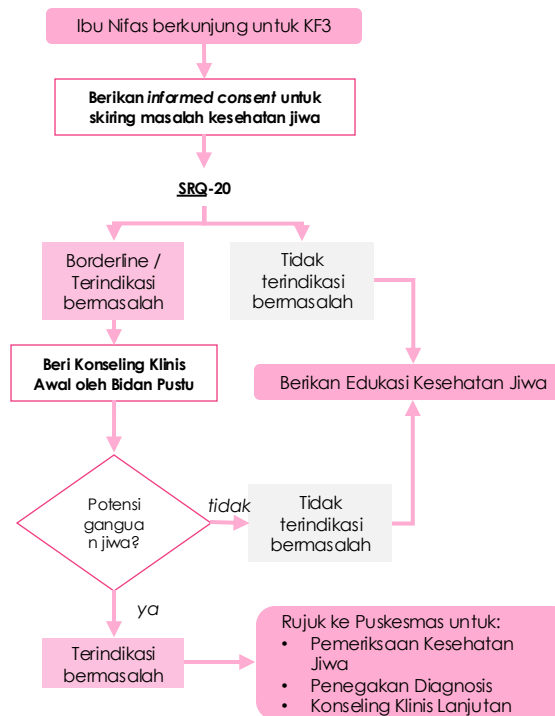 Ibu Nifas berkunjung untuk KF3
Berikan informed consent untuk
skiring masalah kesehatan jiwa
SRQ-20
Borderline /
Terindikasi
bermasalah
Tidak
terindikasi
bermasalah
Beri Konseling Klinis
Awal oleh Bidan Pustu
Berikan Edukasi Kesehatan Jiwa
Potensi
ganggua
n jiwa?
tidak
Tidak
terindikasi
bermasalah
ya
Terindikasi
bermasalah
Rujuk ke Puskesmas untuk:
• Pemeriksaan Kesehatan
Jiwa
• Penegakan Diagnosis
• Konseling Klinis Lanjutan